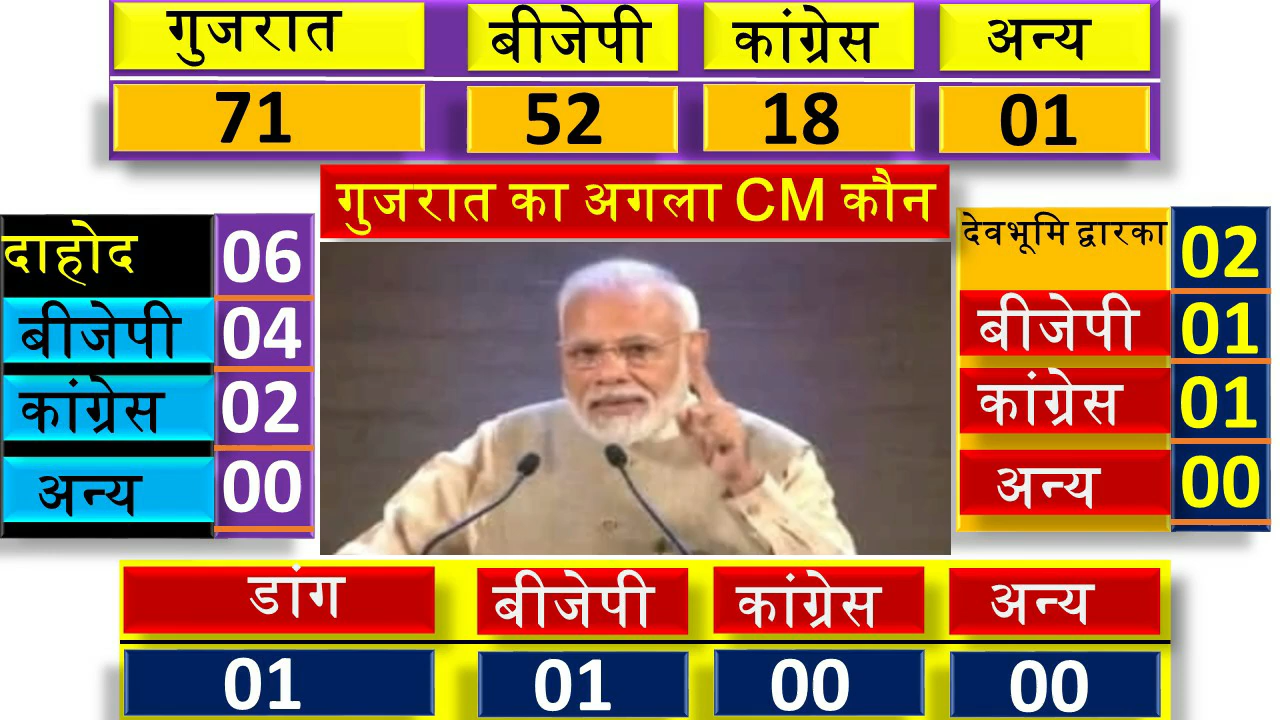 गुजरात बीजेपी कांग्रेस अन्य
71 52 18 01
गुजरात का अगला CM कौन
दाहोद 06
बीजेपी 04
कांग्रेस 02
अन्य 00
देवभूमि द्वारका 02
बीजेपी 01
कांग्रेस 01
अन्य 00
डांग बीजेपी कांग्रेस अन्य
01 01 00 00